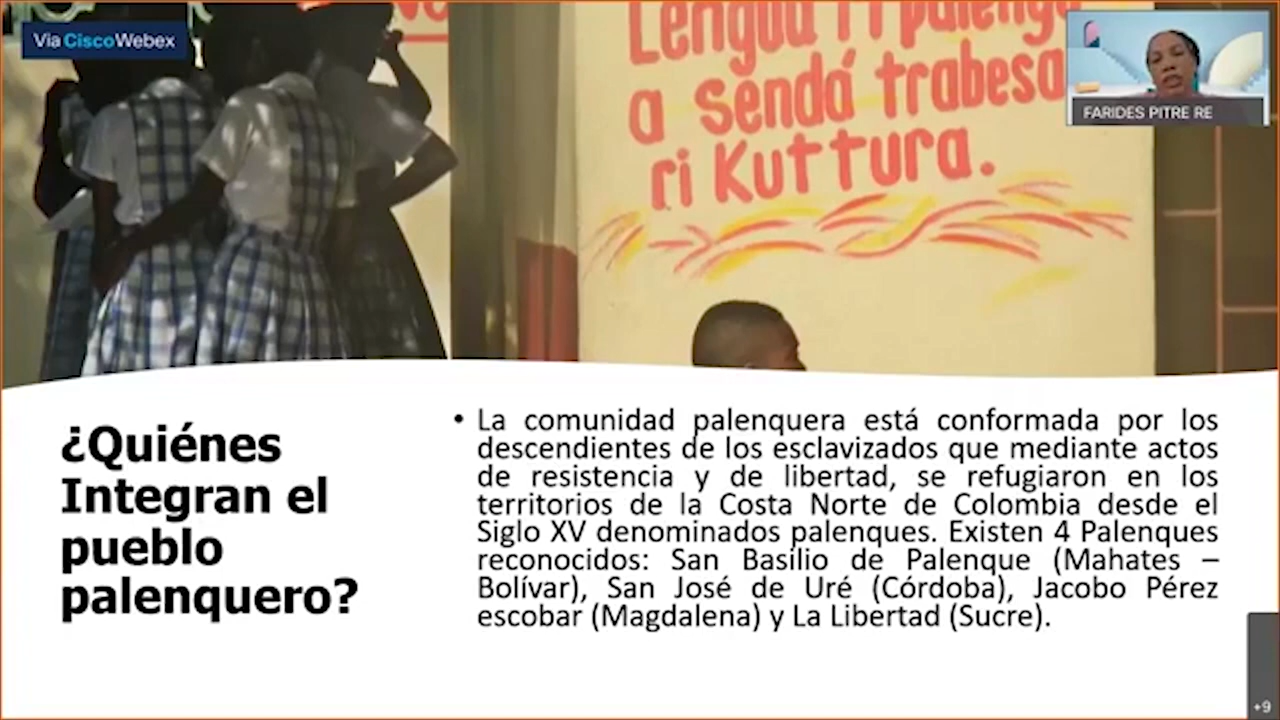 Via CiscoWebex
Lengua ri palenge
a sendá trabesa
ri Kuttura.
FARIDES PITRE RE
¿Quiénes
Integran el
pueblo
palenquero?
• La comunidad palenquera está conformada por los
descendientes de los esclavizados que mediante actos
de resistencia y de libertad, se refugiaron en los
territorios de la Costa Norte de Colombia desde el
Siglo XV denominados palenques. Existen 4 Palenques
reconocidos: San Basilio de Palenque (Mahates –
Bolívar), San José de Uré (Córdoba), Jacobo Pérez
escobar (Magdalena) y La Libertad (Sucre).
+9